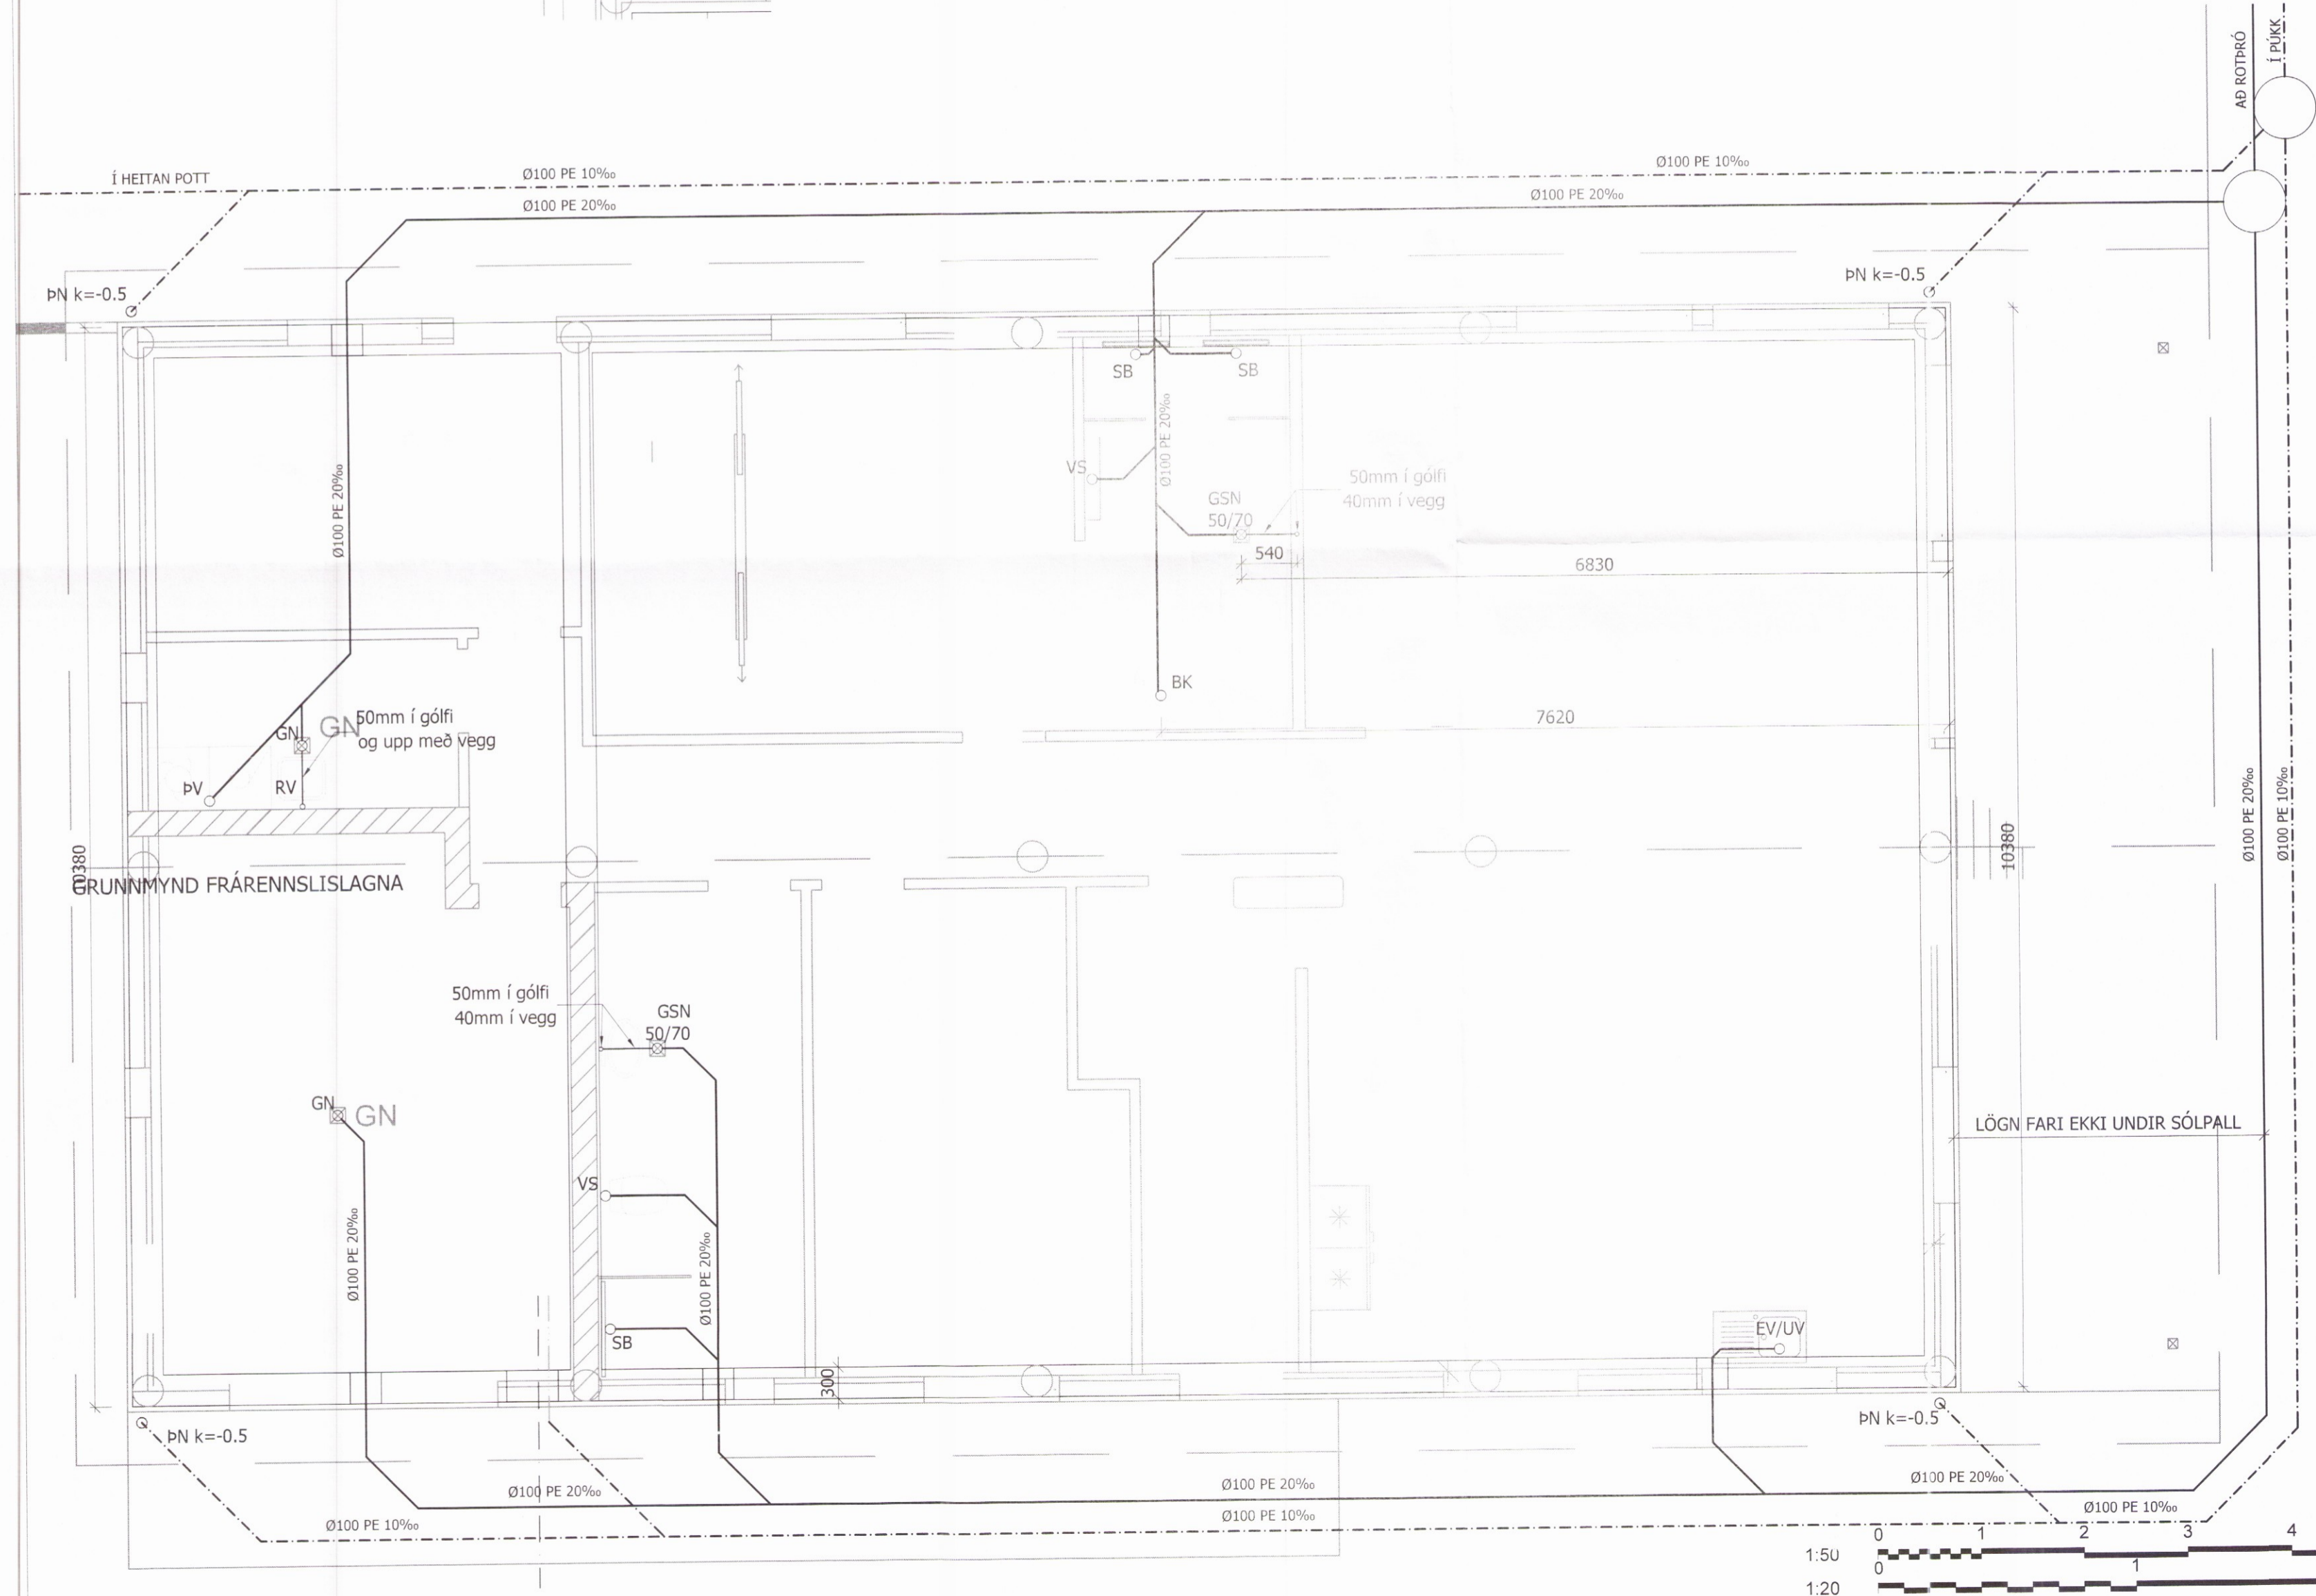 AÐ ROTÞRÓ
Í PÚKK
Í HEITAN POTT
Ø100 PE 10‰
Ø100 PE 10‰
Ø100 PE 20‰
Ø100 PE 20‰
ÞN k=-0.5
ÞN k=-0.5
SB
SB
Ø100 PE 20‰
Ø100 PE 20‰
VS
GSN
50/70
50mm í gólfi
40mm í vegg
540
6830
BK
7620
GN
GN
50mm í gólfi
og upp með vegg
ÞV
RV
Ø100 PE 20‰
Ø100 PE 10‰
10380
10380
GRUNNMYND FRÁRENNSLISLAGNA
50mm í gólfi
40mm í vegg
GSN
50/70
GN
GN
LÖGN FARI EKKI UNDIR SÓLPALL
VS
Ø100 PE 20‰
Ø100 PE 20‰
SB
EV/UV
300
ÞN k=-0.5
ÞN k=-0.5
Ø100 PE 20‰
Ø100 PE 20‰
Ø100 PE 20‰
Ø100 PE 10‰
Ø100 PE 10‰
Ø100 PE 10‰
0 1 2 3 4
1:50
0 1
1:20